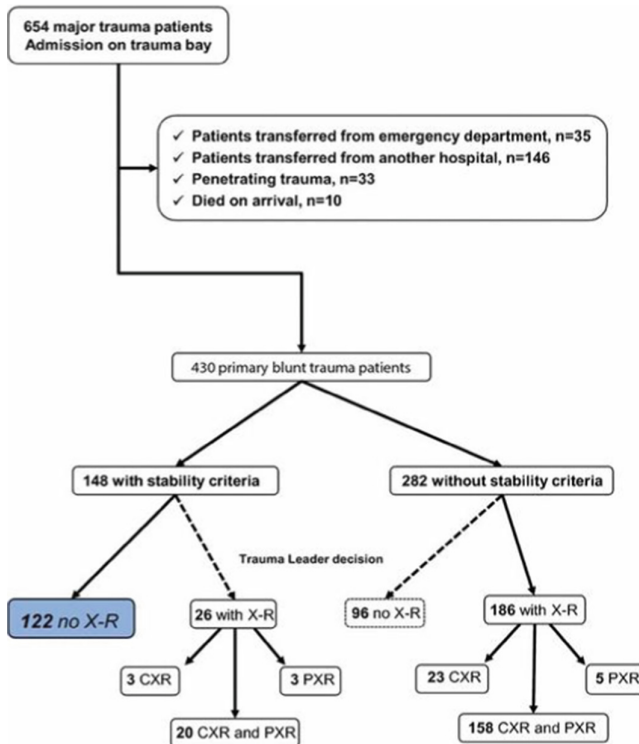 654 major trauma patients
Admission on trauma bay
✓ Patients transferred from emergency department, n=35
✓ Patients transferred from another hospital, n=146
✓ Penetrating trauma, n=33
✓ Died on arrival, n=10
430 primary blunt trauma patients
148 with stability criteria
282 without stability criteria
Trauma Leader decision
122 no X-R
26 with X-R
96 no X-R
186 with X-R
3 CXR
3 PXR
23 CXR
5 PXR
20 CXR and PXR
158 CXR and PXR